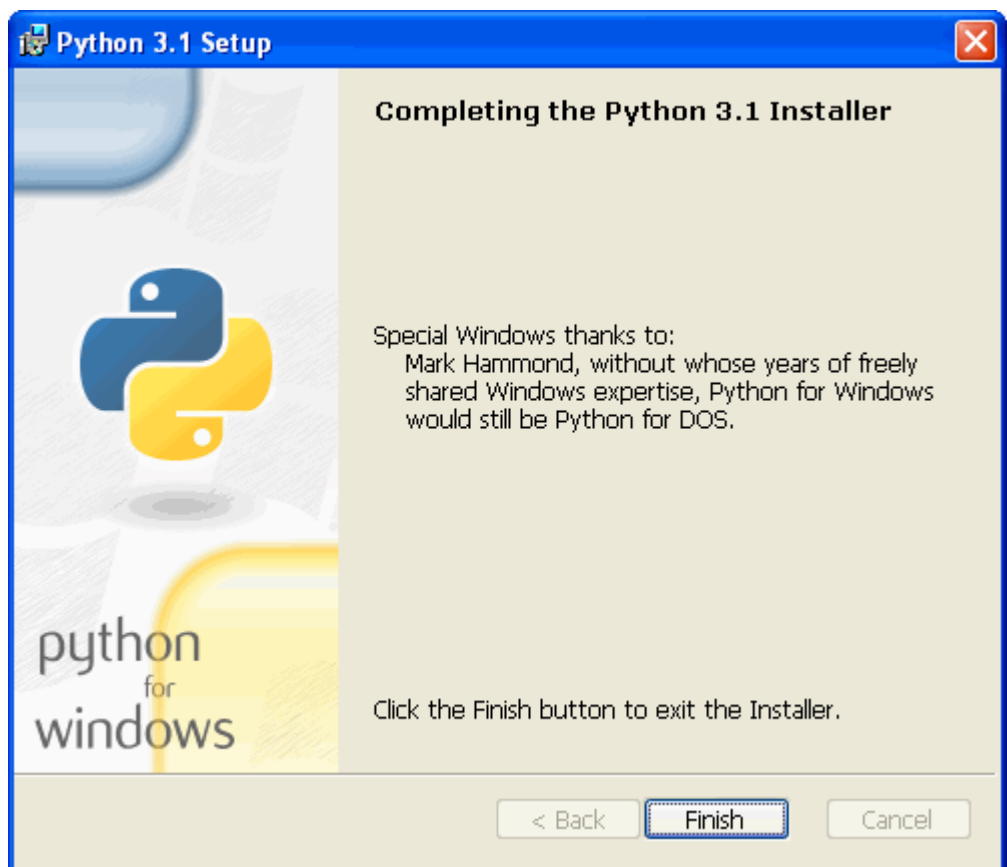 Python 3.1 Setup
Completing the Python 3.1 Installer
Special Windows thanks to:
Mark Hammond, without whose years of freely
shared Windows expertise, Python for Windows
would still be Python for DOS.
python
for
windows
Click the Finish button to exit the Installer.
< Back
Finish
Cancel